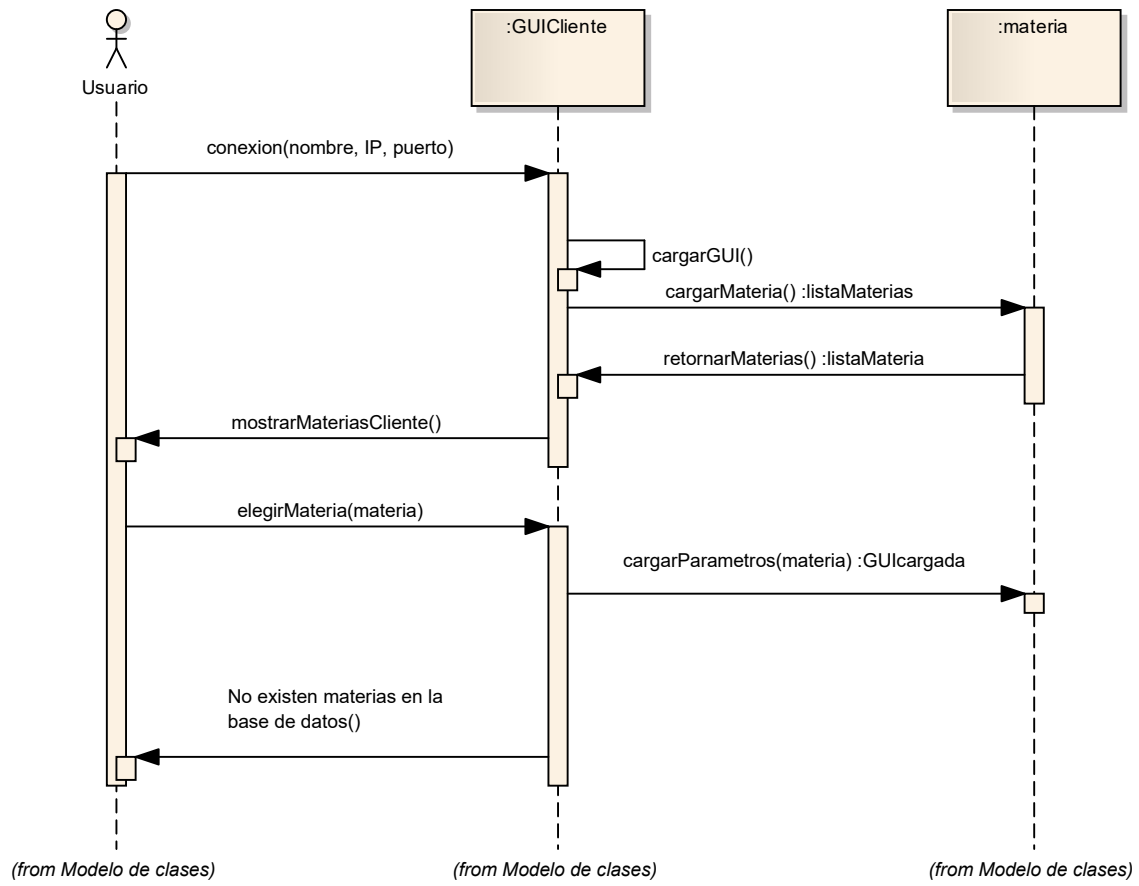 :GUICliente
:materia
Usuario
conexion(nombre, IP, puerto)
cargarGUI()
cargarMateria() :listaMaterias
retornarMaterias() :listaMateria
mostrarMateriasCliente()
elegirMateria(materia)
cargarParametros(materia) :GUIcargada
No existen materias en la
base de datos()
(from Modelo de clases)
(from Modelo de clases)
(from Modelo de clases)